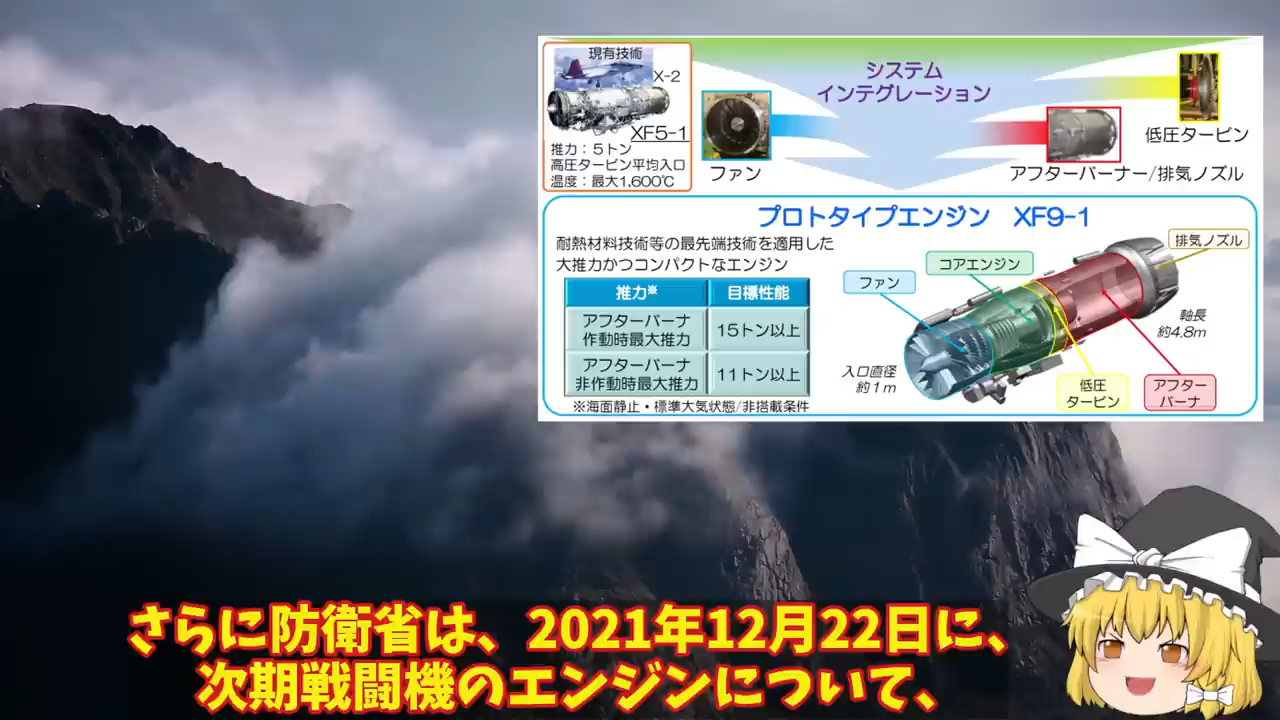 現有技術
X-2
XF5-1
推力：５トン
高圧タービン平均入口
温度：最大1,600℃
ファン
システム
インテグレーション
低圧タービン
アフターバーナー/排気ノズル
プロトタイプエンジン　XF9-1
耐熱材料技術等の最先端技術を適用した
大推力かつコンパクトなエンジン
推力※
目標性能
アフターバーナ
作動時最大推力
15トン以上
アフターバーナ
非作動時最大推力
11トン以上
※海面静止・標準大気状態/非搭載条件
ファン
コアエンジン
排気ノズル
軸長
約4.8m
入口直径
約１ｍ
低圧
タービン
アフター
バーナ
さらに防衛省は、2021年12月22日に、
次期戦闘機のエンジンについて、